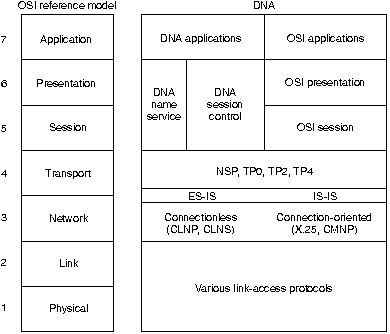 OSI reference model
DNA
7
Application
DNA applications
OSI applications
6
Presentation
DNA
name
service
DNA
session
control
OSI presentation
5
Session
OSI session
4
Transport
NSP, TP0, TP2, TP4
ES-IS
IS-IS
3
Network
Connectionless
(CLNP, CLNS)
Connection-oriented
(X.25, CMNP)
2
Link
Various link-access protocols
1
Physical